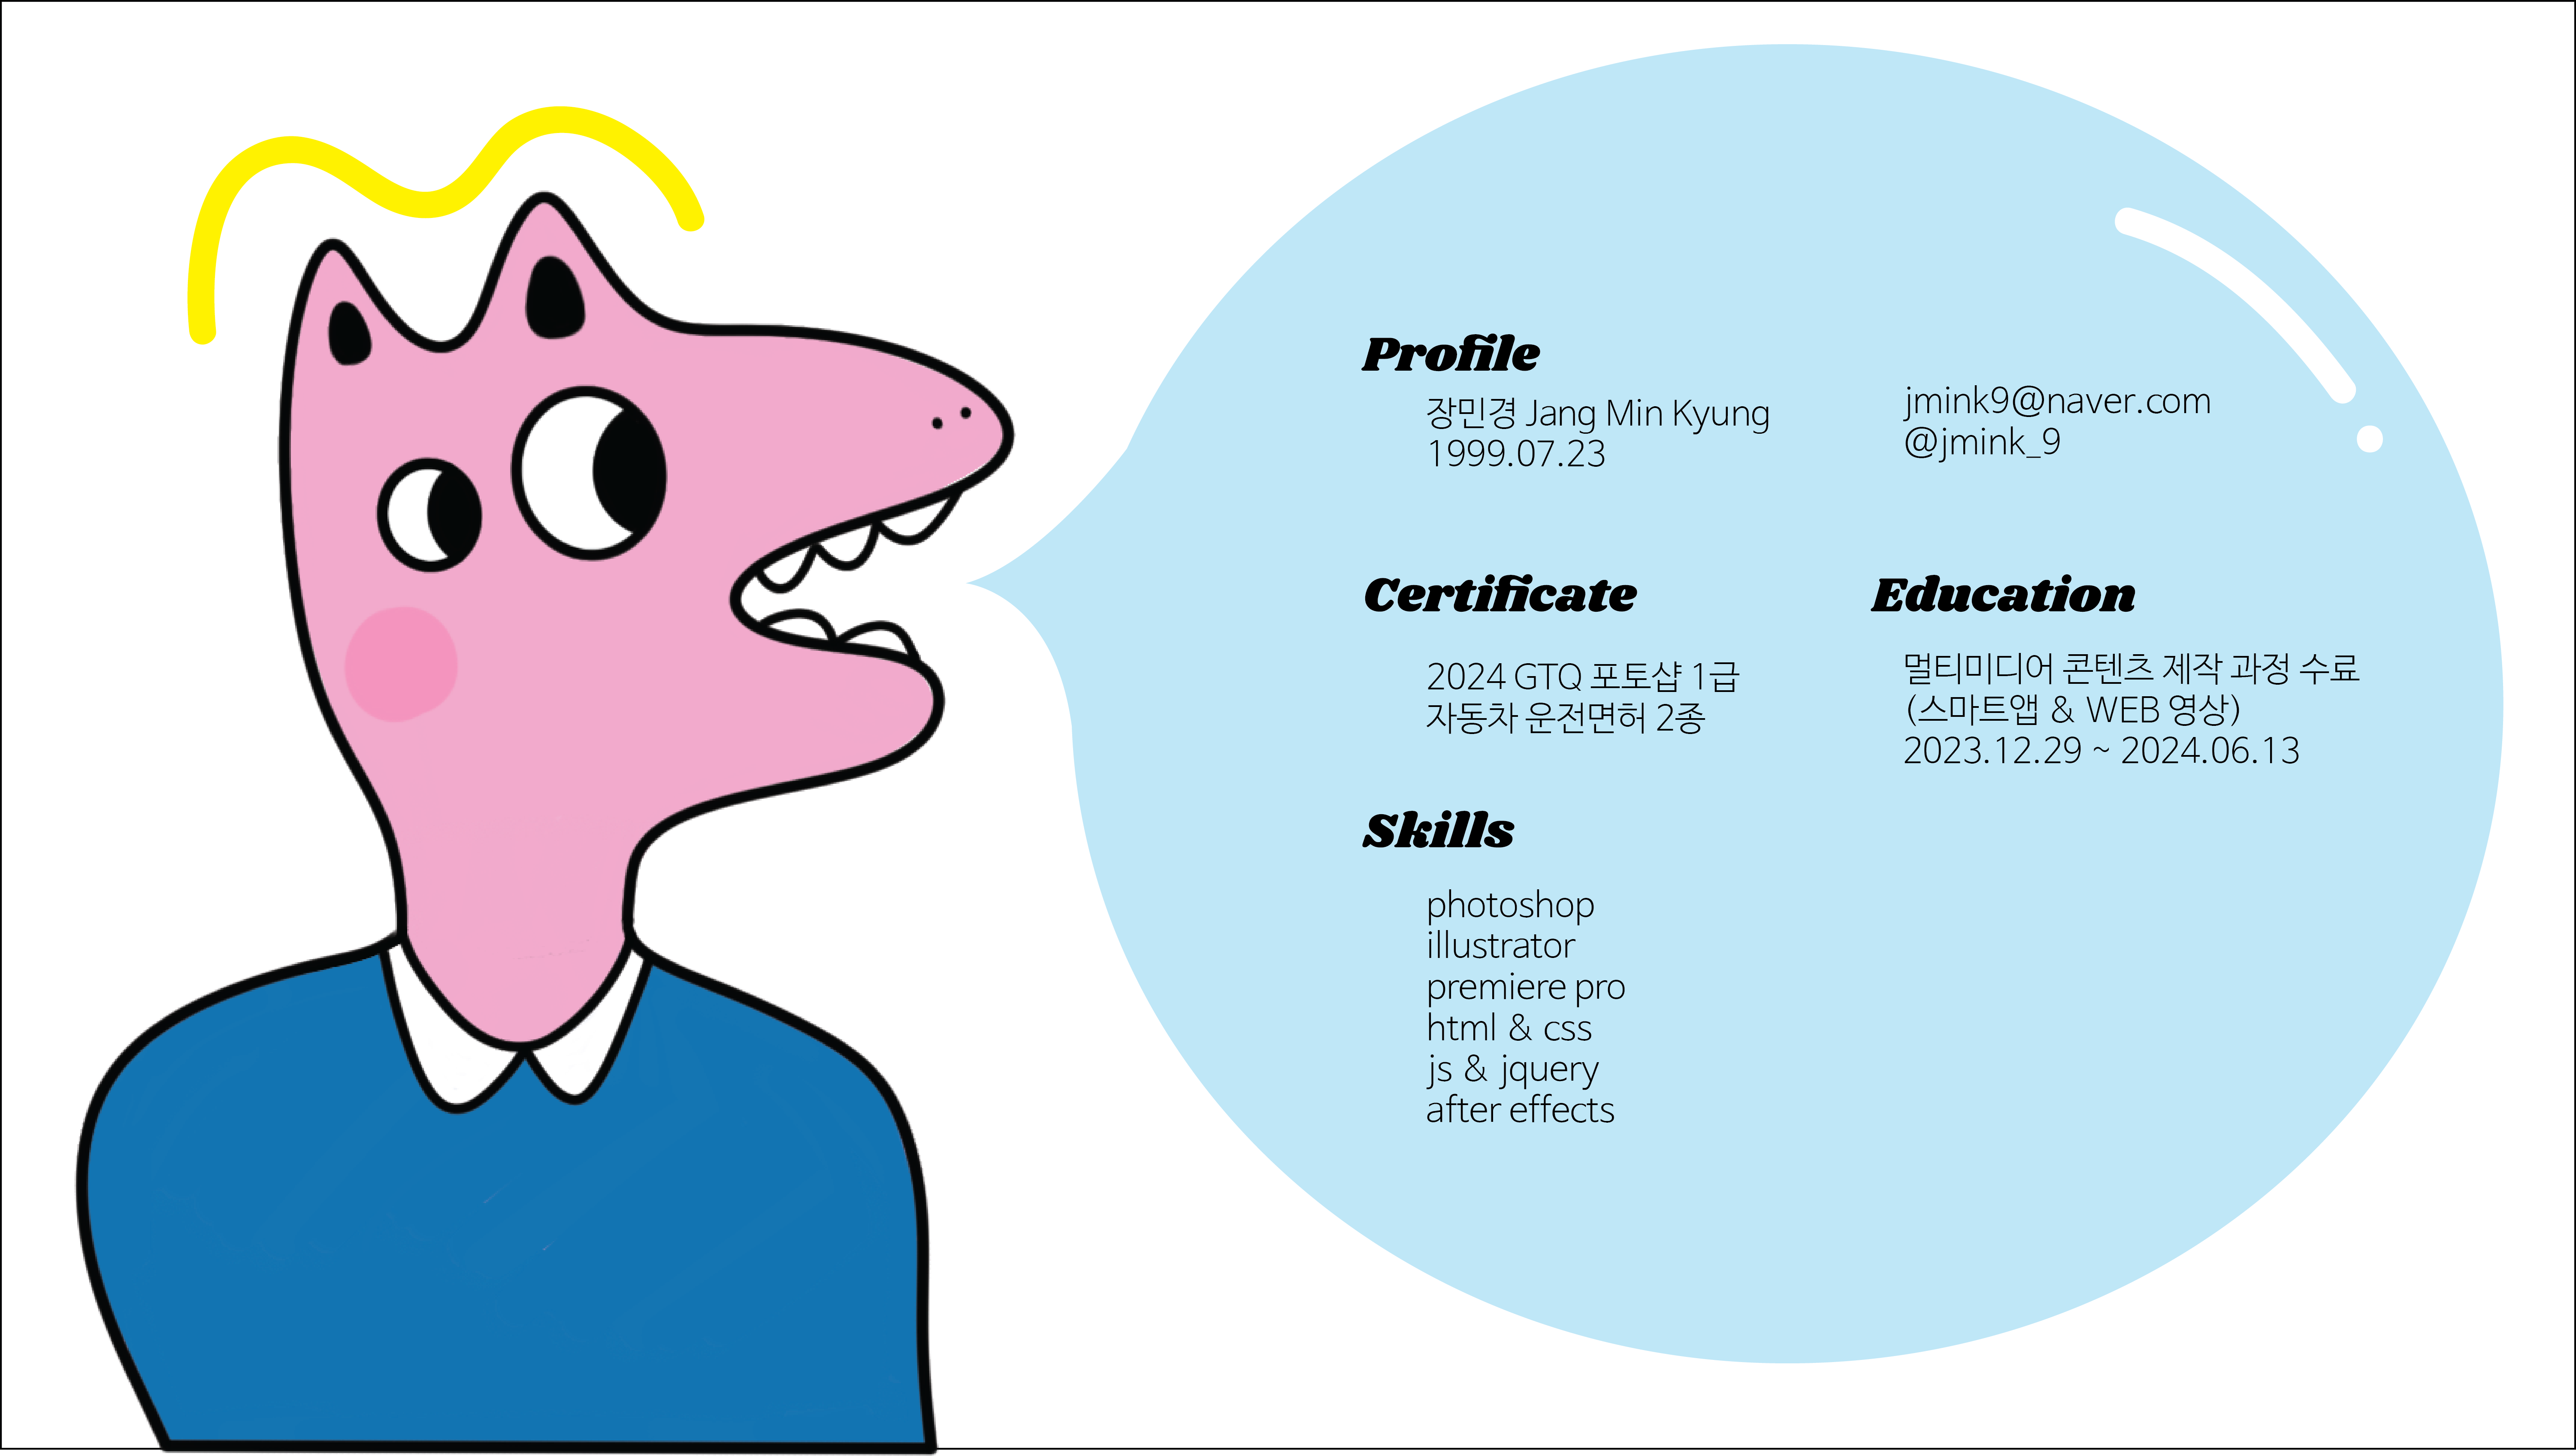 Profile
장민경 Jang Min Kyung
1999.07.23
jmink9@naver.com
@jmink_9
Certificate
2024 GTQ 포토샵 1급
자동차 운전면허 2종
Education
멀티미디어 콘텐츠 제작 과정 수료
(스마트앱 & WEB 영상)
2023.12.29 ~ 2024.06.13
Skills
photoshop
illustrator
premiere pro
html & css
js & jquery
after effects